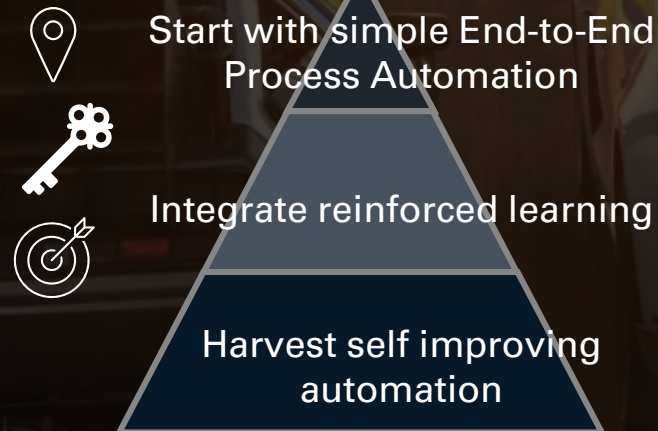 Start with simple End-to-End
Process Automation
Integrate reinforced learning
Harvest self improving
automation